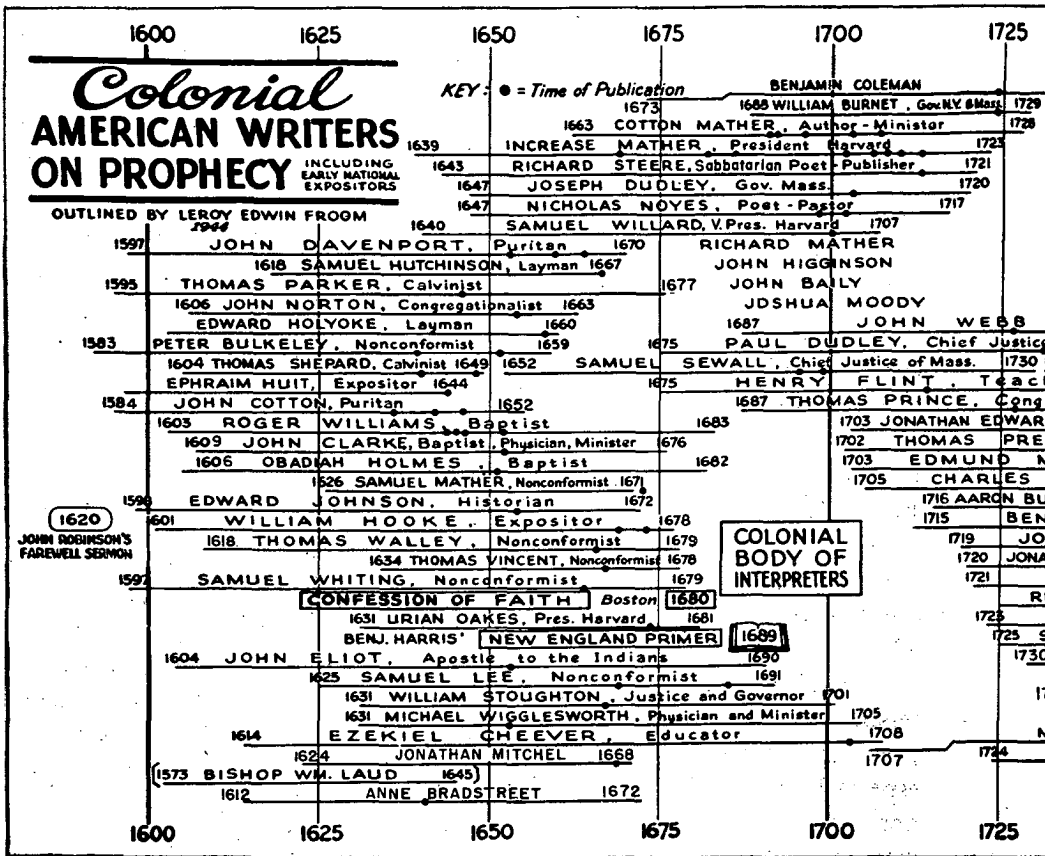 1600 1625 1650 1675 1700 1725
Colonial
AMERICAN WRITERS
ON PROPHECY INCLUDING EARLY NATIONAL EXPOSITORS
OUTLINED BY LEROY EDWIN FROOM
1944
KEY: ● = Time of Publication
1673 BENJAMIN COLEMAN
1688 WILLIAM BURNET, Gov. N.Y. & Mass. 1729
1663 COTTON MATHER, Author-Minister 1728
1639 INCREASE MATHER, President Harvard 1723
1643 RICHARD STEERE, Sabbatarian Poet-Publisher 1721
1647 JOSEPH DUDLEY, Gov. Mass. 1720
1647 NICHOLAS NOYES, Poet-Pastor 1717
1640 SAMUEL WILLARD, V. Pres. Harvard 1707
1597 JOHN DAVENPORT, Puritan 1670 RICHARD MATHER
1618 SAMUEL HUTCHINSON, Layman 1667 JOHN HIGGINSON
1595 THOMAS PARKER, Calvinist 1677 JOHN BAILY
1606 JOHN NORTON, Congregationalist 1663 JOSHUA MOODY
EDWARD HOLYOKE, Layman 1660 1687 JOHN WEBB
1583 PETER BULKELEY, Nonconformist 1659 1675 PAUL DUDLEY, Chief Justic
1604 THOMAS SHEPARD, Calvinist 1649 1652 SAMUEL SEWALL, Chief Justice of Mass. 1730
EPHRAIM HUIT, Expositor 1644 1675 HENRY FLINT, Teac
1584 JOHN COTTON, Puritan 1652 1687 THOMAS PRINCE, Cong
1603 ROGER WILLIAMS, Baptist 1683 1703 JONATHAN EDWAR
1609 JOHN CLARKE, Baptist, Physician, Minister 1676 1702 THOMAS PRE
1606 OBADIAH HOLMES, Baptist 1682 1703 EDMUND M
1626 SAMUEL MATHER, Nonconformist 1671 1705 CHARLES
1598 EDWARD JOHNSON, Historian 1672 1716 AARON BU
1620
JOHN ROBINSON'S
FAREWELL SERMON
1601 WILLIAM HOOKE, Expositor 1678 1715 BEN
1618 THOMAS WALLEY, Nonconformist 1679 1719 JO
COLONIAL
BODY OF
INTERPRETERS
1634 THOMAS VINCENT, Nonconformist 1678 1720 JONA
1597 SAMUEL WHITING, Nonconformist 1679 1721
CONFESSION OF FAITH Boston 1680 R
1631 URIAN OAKES, Pres. Harvard 1681 1723
BENJ. HARRIS' NEW ENGLAND PRIMER 1689 1725 S
1604 JOHN ELIOT, Apostle to the Indians 1690 1730
1625 SAMUEL LEE, Nonconformist 1691
1631 WILLIAM STOUGHTON, Justice and Governor 1701
1631 MICHAEL WIGGLESWORTH, Physician and Minister 1705
1614 EZEKIEL CHEEVER, Educator 1708
1624 JONATHAN MITCHEL 1668 1707 1724
(1573 BISHOP WM. LAUD 1645)
1612 ANNE BRADSTREET 1672
1600 1625 1650 1675 1700 1725